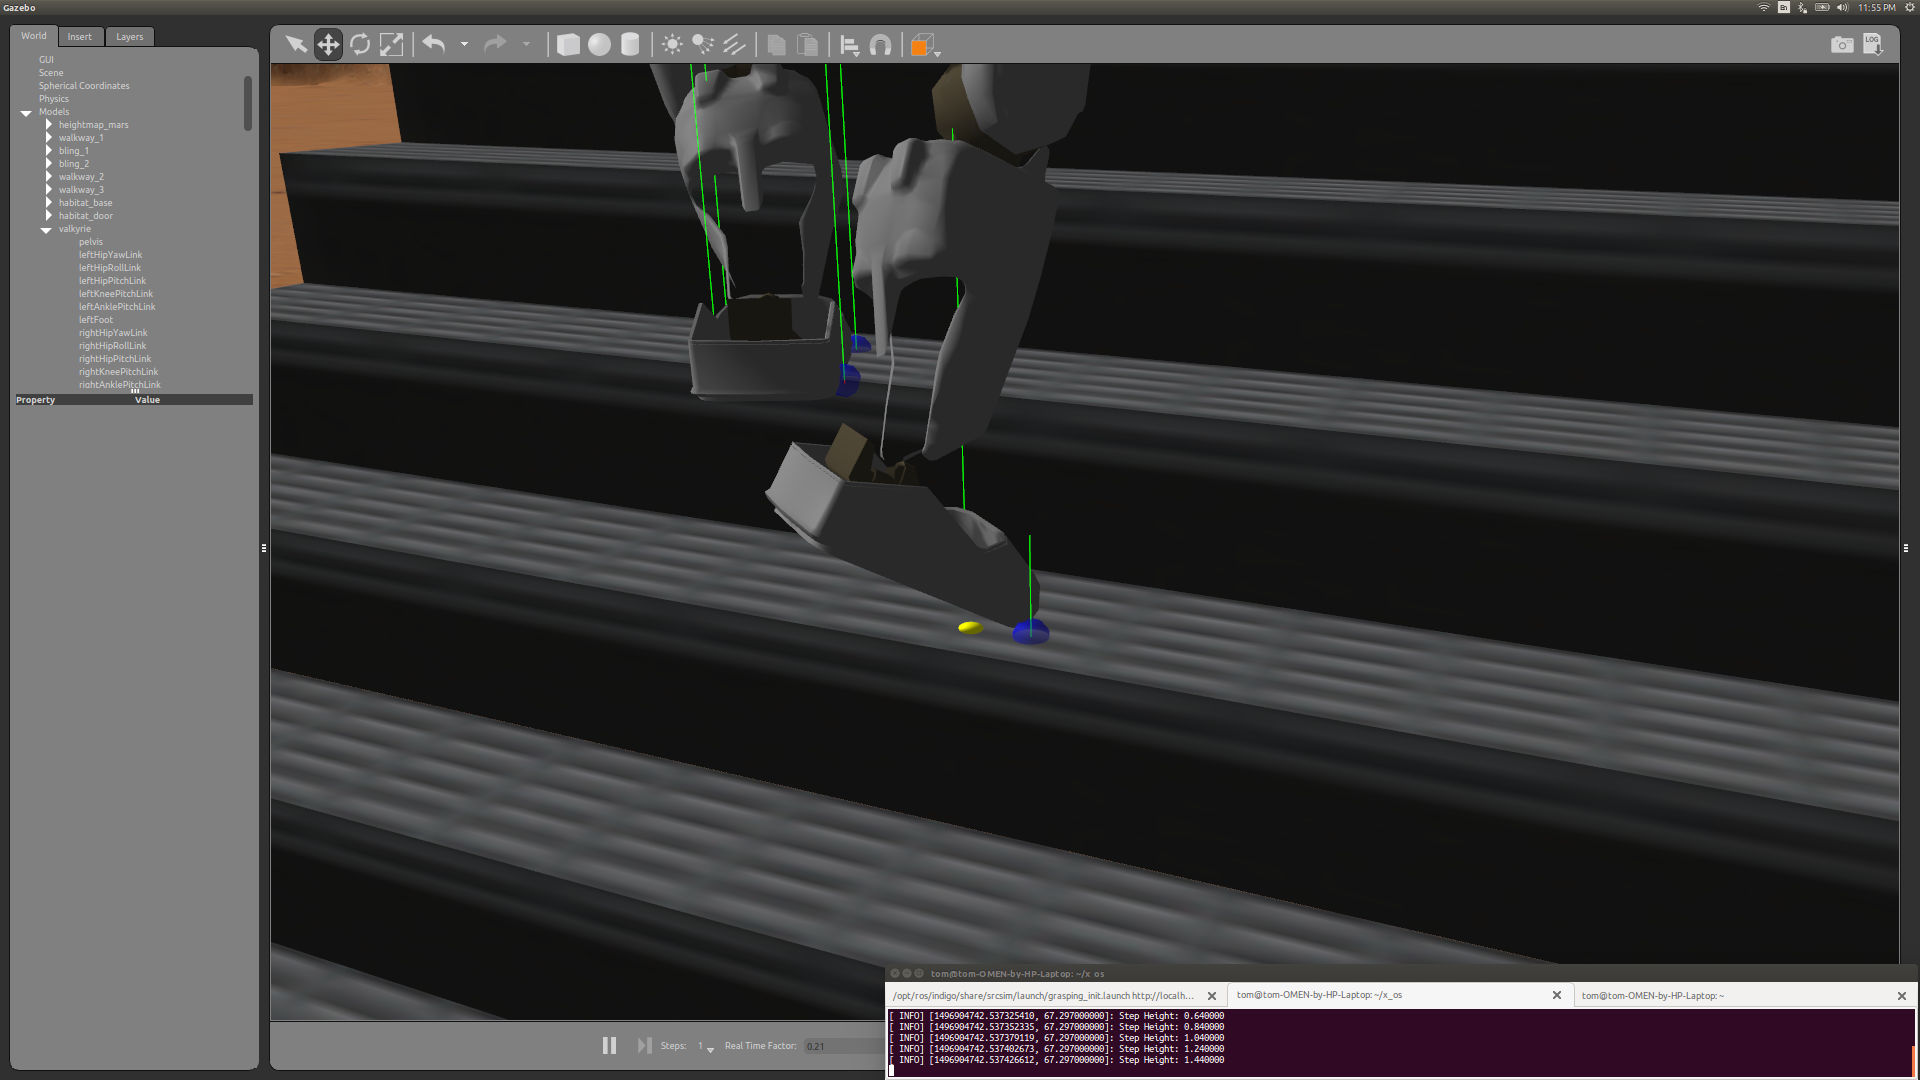 Gazebo
En
11:55 PM
World Insert Layers
LOG
GUI
Scene
Spherical Coordinates
Physics
Models
heightmap_mars
walkway_1
bling_1
bling_2
walkway_2
walkway_3
habitat_base
habitat_door
valkyrie
pelvis
leftHipYawLink
leftHipRollLink
leftHipPitchLink
leftKneePitchLink
leftAnklePitchLink
leftFoot
rightHipYawLink
rightHipRollLink
rightHipPitchLink
rightKneePitchLink
rightAnklePitchLink
Property Value
Steps: 1 Real Time Factor: 0.21
tom@tom-OMEN-by-HP-Laptop: ~/x_os
/opt/ros/indigo/share/srcsim/launch/grasping_init.launch http://localh... tom@tom-OMEN-by-HP-Laptop: ~/x_os tom@tom-OMEN-by-HP-Laptop: ~
[ INFO] [1496904742.537325410, 67.297000000]: Step Height: 0.640000
[ INFO] [1496904742.537352335, 67.297000000]: Step Height: 0.840000
[ INFO] [1496904742.537379119, 67.297000000]: Step Height: 1.040000
[ INFO] [1496904742.537402673, 67.297000000]: Step Height: 1.240000
[ INFO] [1496904742.537426612, 67.297000000]: Step Height: 1.440000